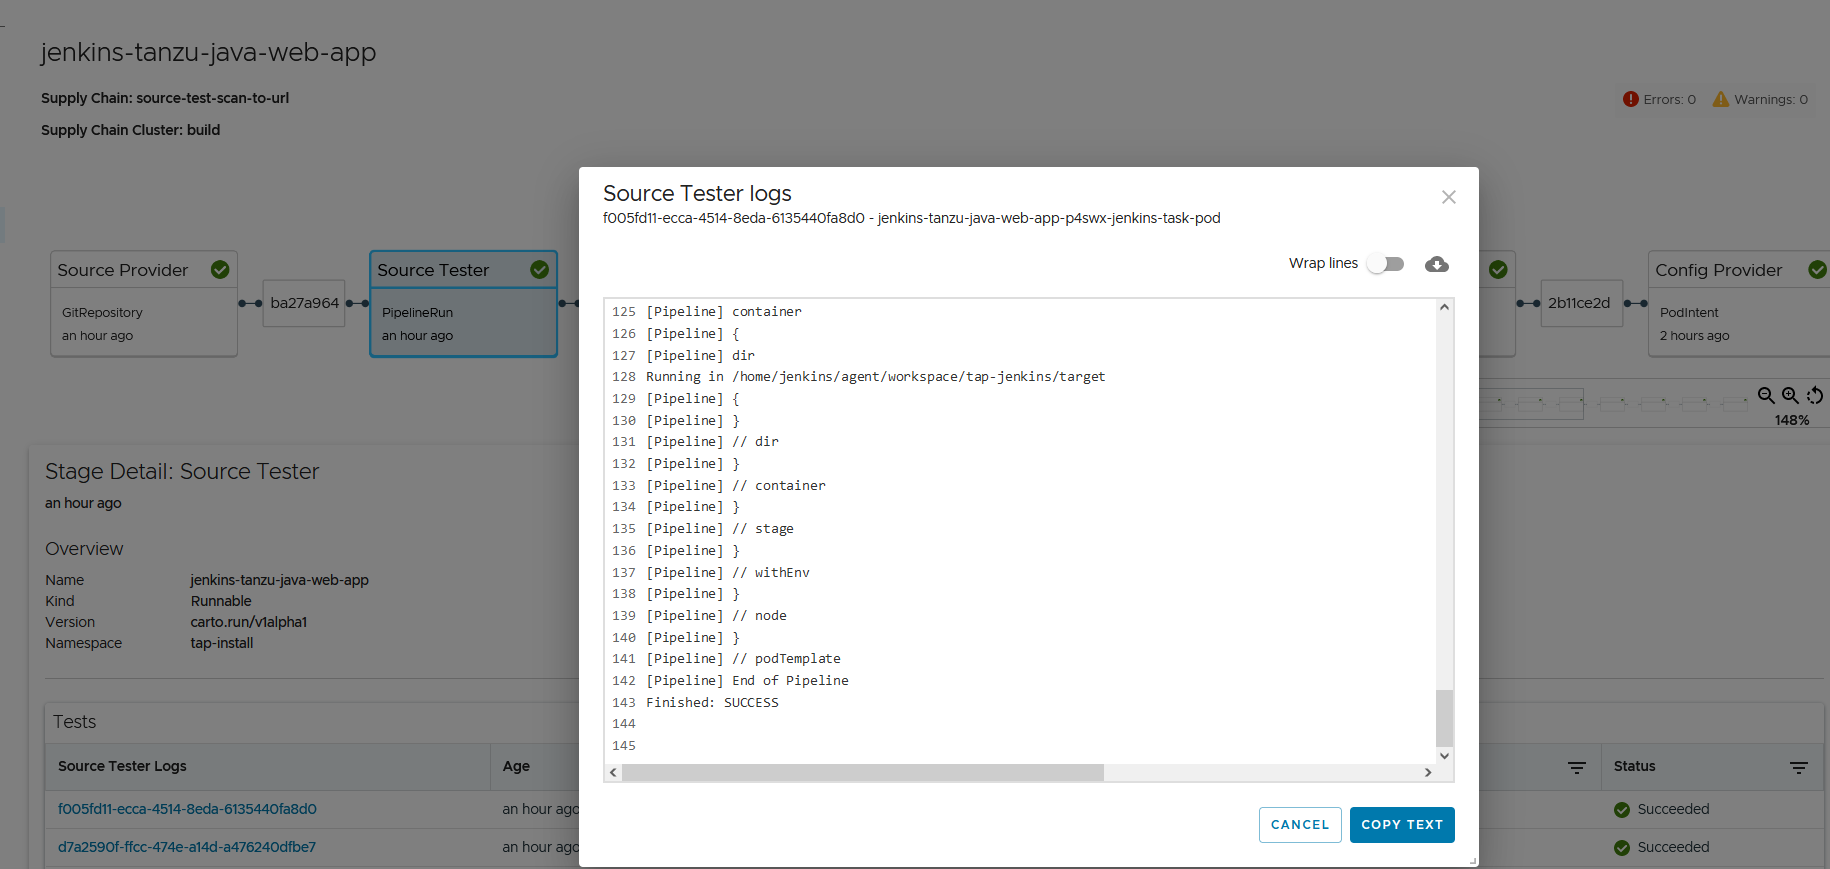 jenkins-tanzu-java-web-app
Supply Chain: source-test-scan-to-url
Supply Chain Cluster: build
Errors: 0
Warnings: 0
Source Provider
GitRepository
an hour ago
ba27a964
Source Tester
PipelineRun
an hour ago
2b11ce2d
Config Provider
PodIntent
2 hours ago
148%
Stage Detail: Source Tester
an hour ago
Overview
Name jenkins-tanzu-java-web-app
Kind Runnable
Version carto.run/v1alpha1
Namespace tap-install
Tests
Source Tester Logs Age Status
f005fd11-ecca-4514-8eda-6135440fa8d0 an hour ago Succeeded
d7a2590f-ffcc-474e-a14d-a476240dfbe7 an hour ago Succeeded
Source Tester logs
f005fd11-ecca-4514-8eda-6135440fa8d0 - jenkins-tanzu-java-web-app-p4swx-jenkins-task-pod
Wrap lines
125 [Pipeline] container
126 [Pipeline] {
127 [Pipeline] dir
128 Running in /home/jenkins/agent/workspace/tap-jenkins/target
129 [Pipeline] {
130 [Pipeline] }
131 [Pipeline] // dir
132 [Pipeline] }
133 [Pipeline] // container
134 [Pipeline] }
135 [Pipeline] // stage
136 [Pipeline] }
137 [Pipeline] // withEnv
138 [Pipeline] }
139 [Pipeline] // node
140 [Pipeline] }
141 [Pipeline] // podTemplate
142 [Pipeline] End of Pipeline
143 Finished: SUCCESS
144
145
CANCEL
COPY TEXT